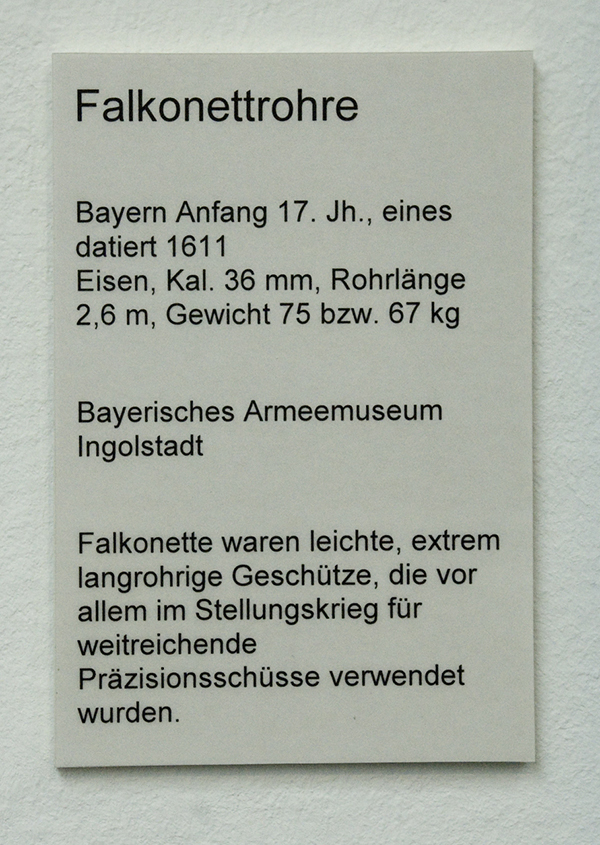 Falkonettrohre
Bayern Anfang 17. Jh., eines
datiert 1611
Eisen, Kal. 36 mm, Rohrlänge
2,6 m, Gewicht 75 bzw. 67 kg
Bayerisches Armeemuseum
Ingolstadt
Falkonette waren leichte, extrem
langrohrige Geschütze, die vor
allem im Stellungskrieg für
weitreichende
Präzisionsschüsse verwendet
wurden.